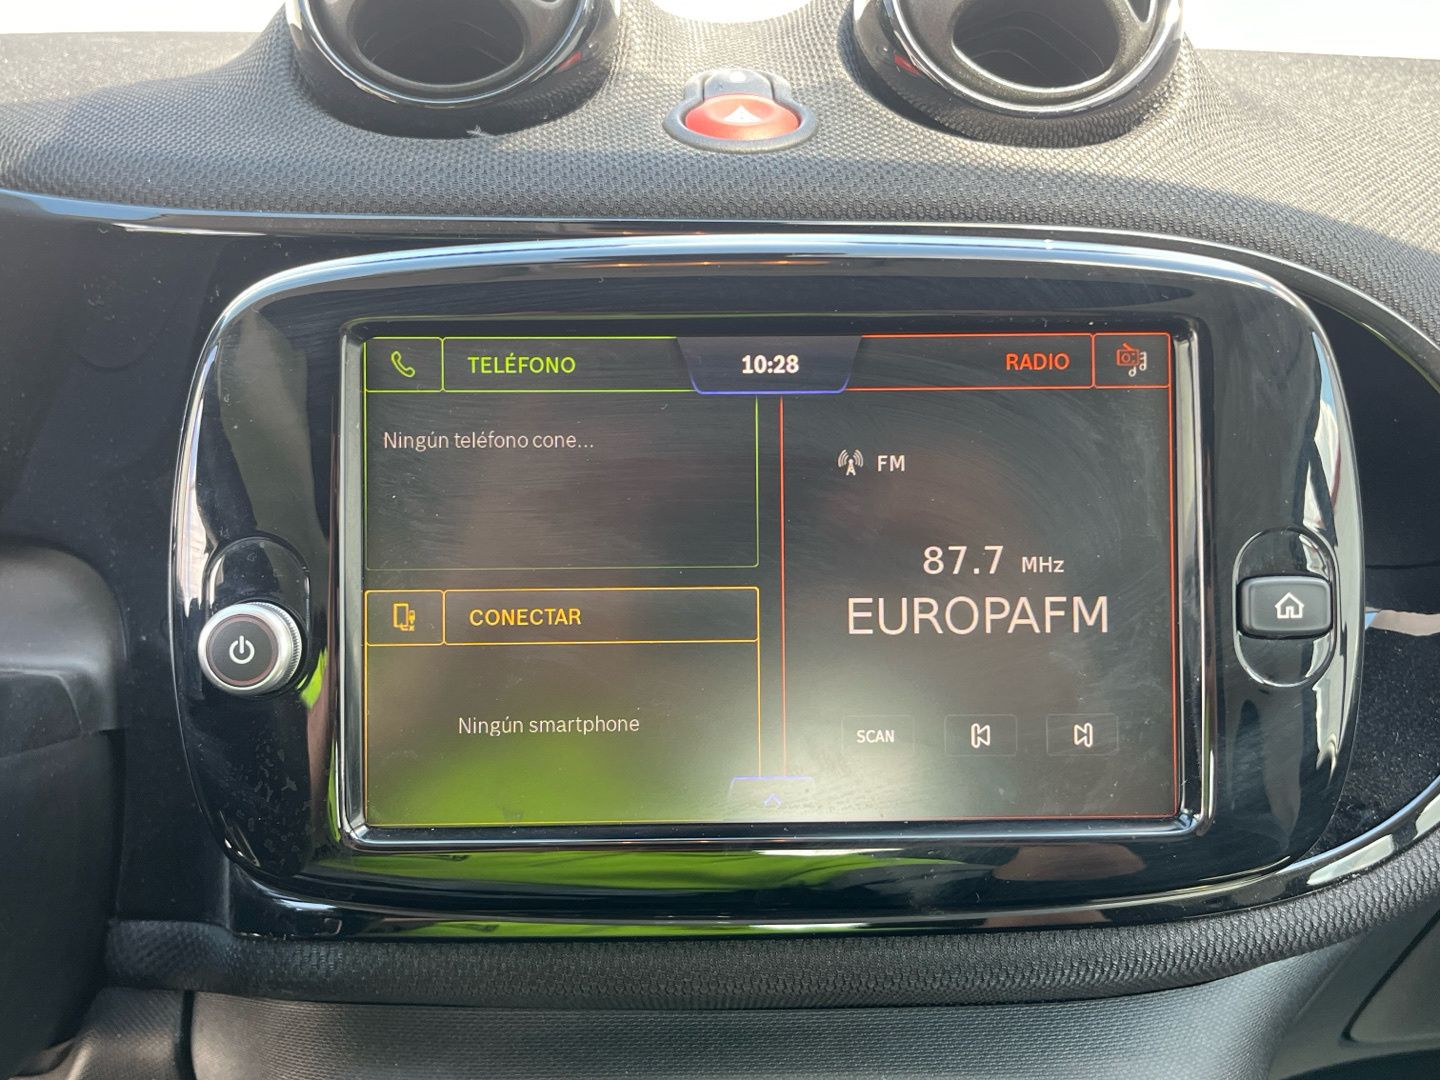 TELÉFONO
10:28
RADIO
Ningún teléfono cone...
FM
87.7 MHz
EUROPAFM
CONECTAR
Ningún smartphone
SCAN